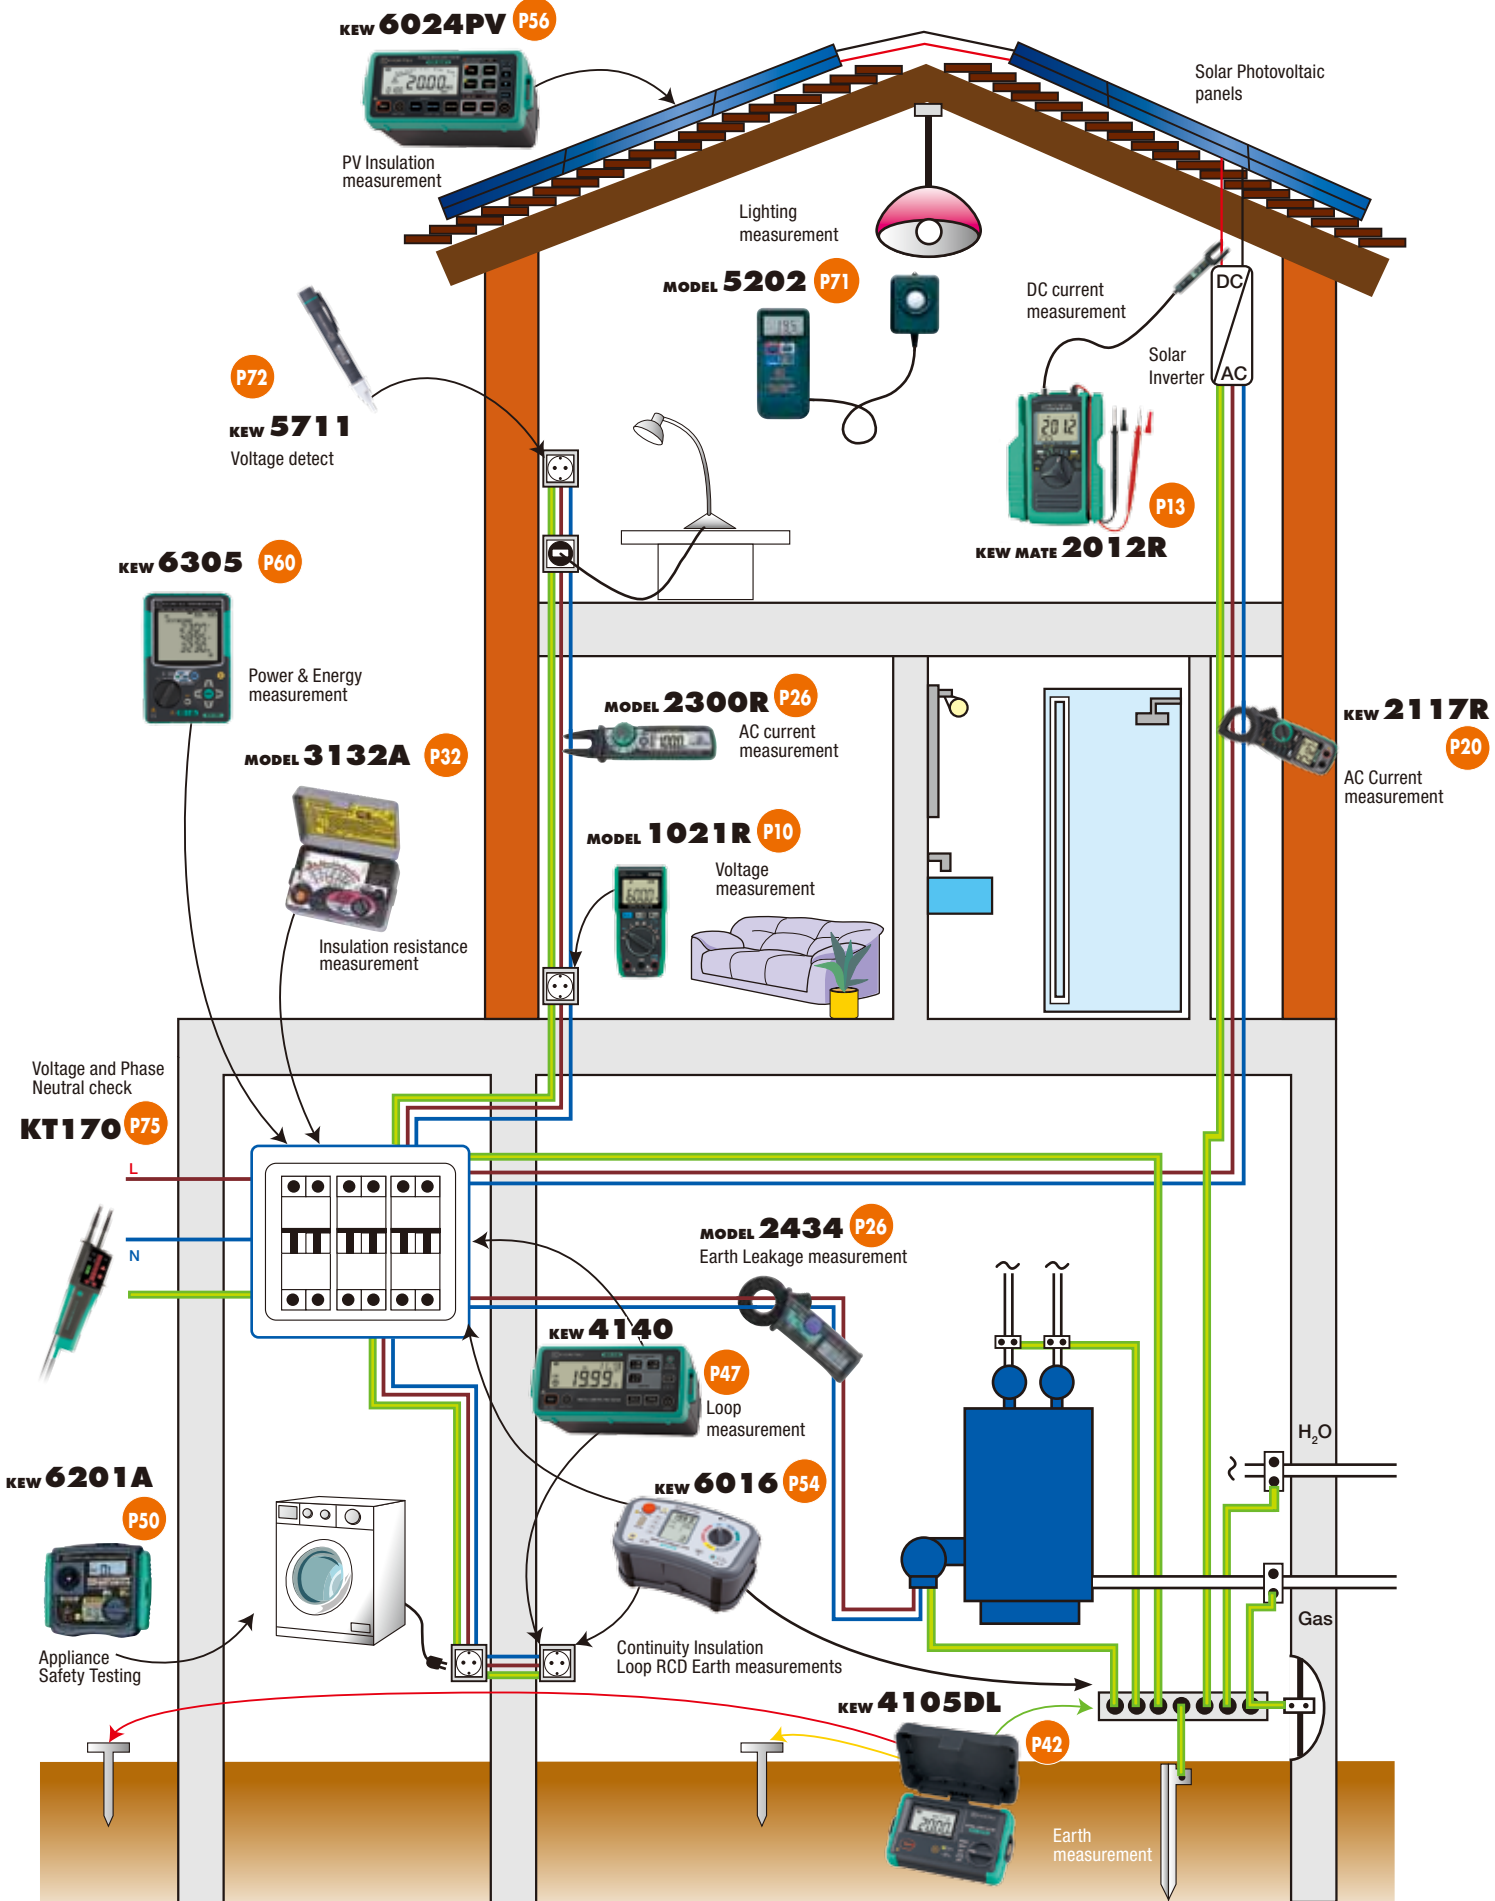 KEW 6024PV P56
PV Insulation
measurement
Solar Photovoltaic
panels
Lighting
measurement
MODEL 5202 P71
DC current
measurement
DC
AC
Solar
Inverter
P72
KEW 5711
Voltage detect
P13
KEW MATE 2012R
KEW 6305 P60
Power & Energy
measurement
MODEL 2300R P26
AC current
measurement
KEW 2117R
P20
AC Current
measurement
MODEL 3132A P32
Insulation resistance
measurement
MODEL 1021R P10
Voltage
measurement
Voltage and Phase
Neutral check
KT170 P75
L
N
MODEL 2434 P26
Earth Leakage measurement
KEW 4140
1999
P47
Loop
measurement
H2O
KEW 6201A
P50
Appliance
Safety Testing
KEW 6016 P54
Continuity Insulation
Loop RCD Earth measurements
Gas
KEW 4105DL
P42
Earth
measurement